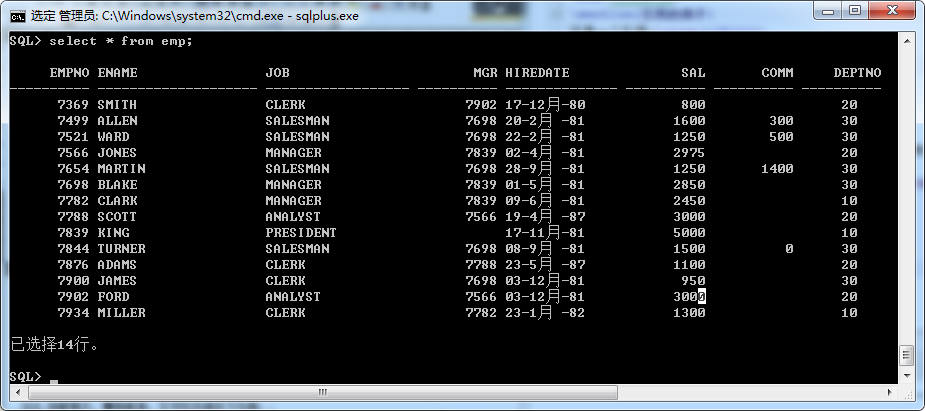 选定 管理员: C:\Windows\system32\cmd.exe - sqlplus.exe
SQL> select * from emp;
EMPNO ENAME JOB MGR HIREDATE SAL COMM DEPTNO
---------- -------------------- ------------------ ---------- -------------- ---------- ---------- ----------
7369 SMITH CLERK 7902 17-12月-80 800 20
7499 ALLEN SALESMAN 7698 20-2月 -81 1600 300 30
7521 WARD SALESMAN 7698 22-2月 -81 1250 500 30
7566 JONES MANAGER 7839 02-4月 -81 2975 20
7654 MARTIN SALESMAN 7698 28-9月 -81 1250 1400 30
7698 BLAKE MANAGER 7839 01-5月 -81 2850 30
7782 CLARK MANAGER 7839 09-6月 -81 2450 10
7788 SCOTT ANALYST 7566 19-4月 -87 3000 20
7839 KING PRESIDENT 17-11月-81 5000 10
7844 TURNER SALESMAN 7698 08-9月 -81 1500 0 30
7876 ADAMS CLERK 7788 23-5月 -87 1100 20
7900 JAMES CLERK 7698 03-12月-81 950 30
7902 FORD ANALYST 7566 03-12月-81 3000 20
7934 MILLER CLERK 7782 23-1月 -82 1300 10
已选择14行。
SQL>